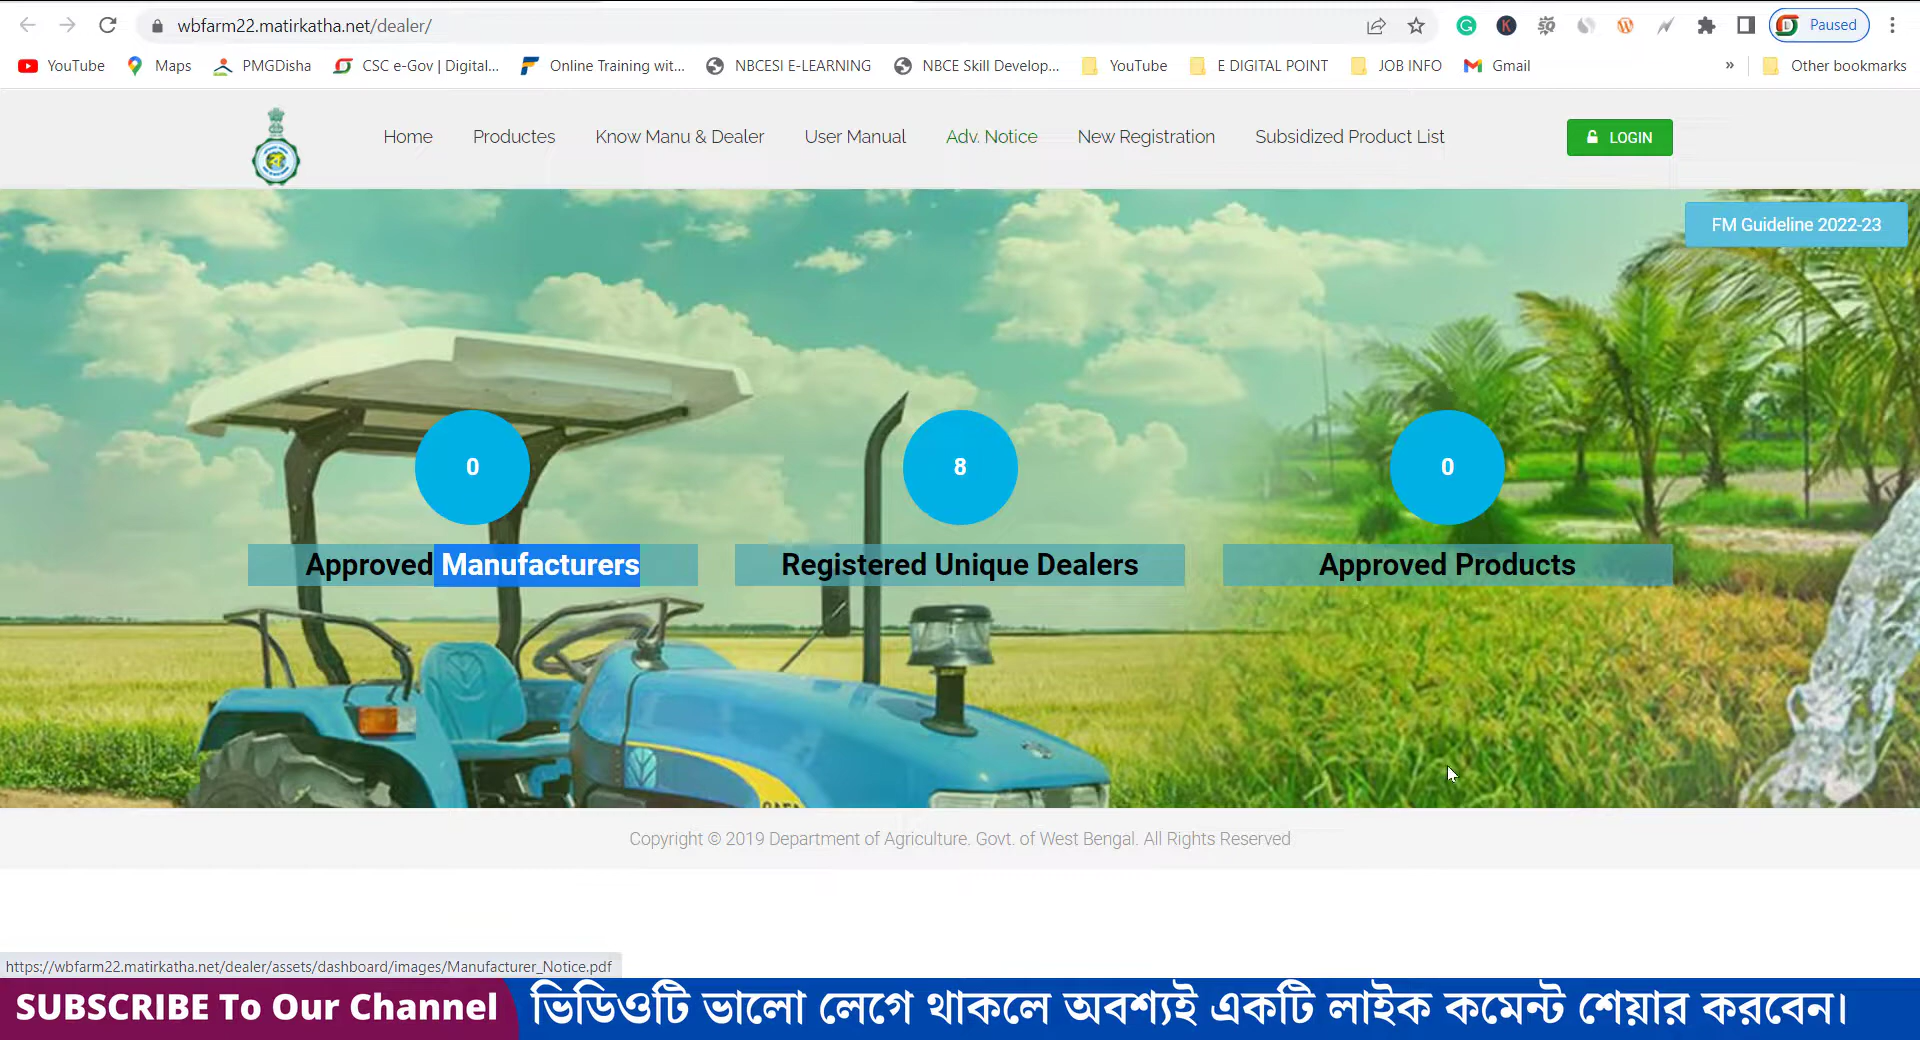 wbfarm22.matirkatha.net/dealer/
Paused
YouTube Maps PMGDisha CSC e-Gov | Digital... Online Training wit... NBCESI E-LEARNING NBCE Skill Develop... YouTube E DIGITAL POINT JOB INFO Gmail » Other bookmarks
Home Productes Know Manu & Dealer User Manual Adv. Notice New Registration Subsidized Product List LOGIN
FM Guideline 2022-23
0 8 0
Approved Manufacturers Registered Unique Dealers Approved Products
Copyright © 2019 Department of Agriculture. Govt. of West Bengal. All Rights Reserved
https://wbfarm22.matirkatha.net/dealer/assets/dashboard/images/Manufacturer_Notice.pdf
SUBSCRIBE To Our Channel ভিডিওটি ভালো লেগে থাকলে অবশ্যই একটি লাইক কমেন্ট শেয়ার করবেন।